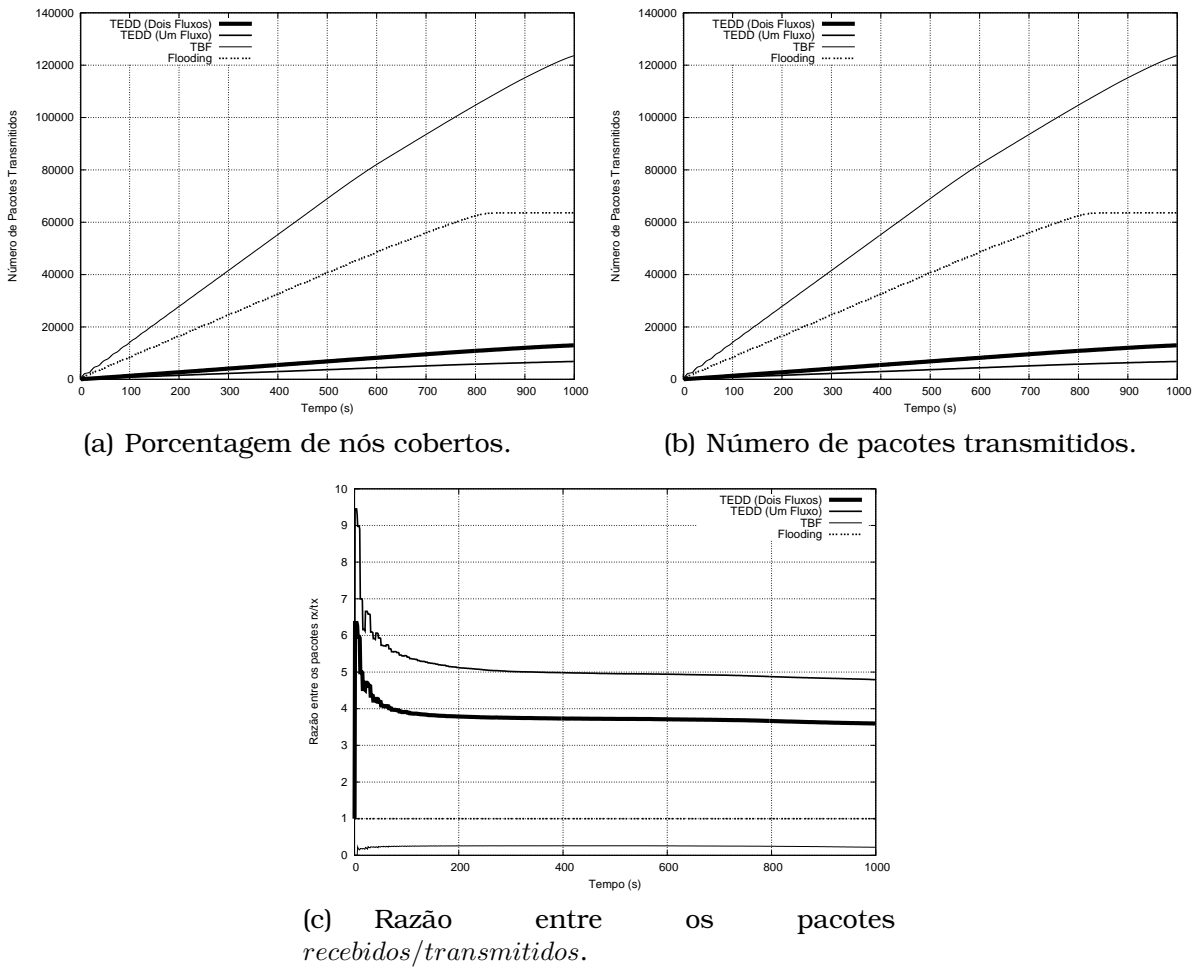 140000
120000
100000
80000
60000
40000
20000
0
Número de Pacotes Transmitidos
TEDD (Dois Fluxos)
TEDD (Um Fluxo)
TBF
Flooding
0 100 200 300 400 500 600 700 800 900 1000
Tempo (s)
(a) Porcentagem de nós cobertos.
140000
120000
100000
80000
60000
40000
20000
0
Número de Pacotes Transmitidos
TEDD (Dois Fluxos)
TEDD (Um Fluxo)
TBF
Flooding
0 100 200 300 400 500 600 700 800 900 1000
Tempo (s)
(b) Número de pacotes transmitidos.
10
9
8
7
6
5
4
3
2
1
0
Razão entre os pacotes rx/tx
TEDD (Dois Fluxos)
TEDD (Um Fluxo)
TBF
Flooding
0 200 400 600 800 1000
Tempo (s)
(c) Razão entre os pacotes
recebidos/transmitidos.